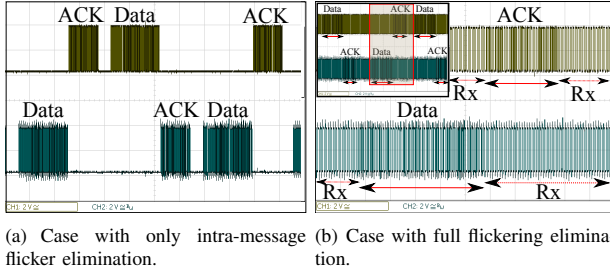 ACK Data ACK
Data ACK Data
CH1: 2 V CH2: 2 V
Data ACK Data
ACK Data ACK
ACK
Rx Rx
Data
Rx Rx
CH1: 2 V CH2: 2 V
(a) Case with only intra-message
flicker elimination.
(b) Case with full flickering elimina-
tion.